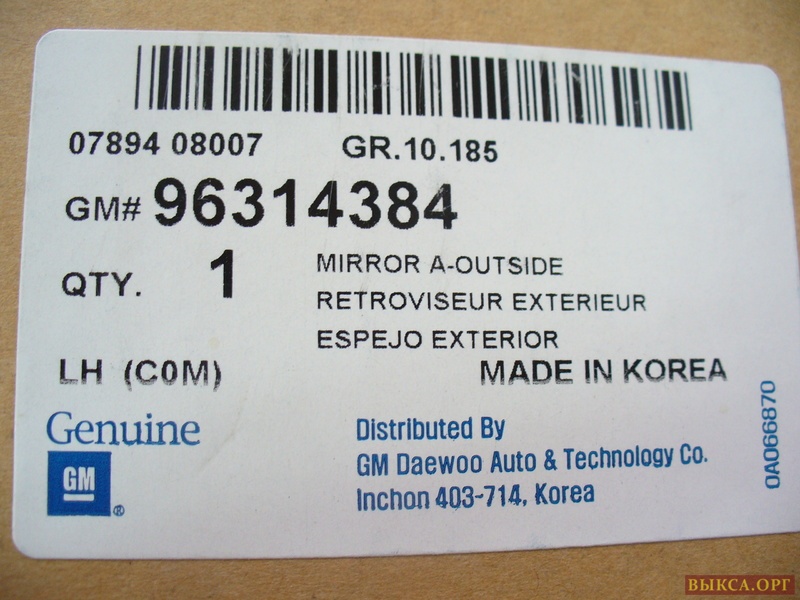 07894 08007 GR.10.185
GM# 96314384
QTY. 1
MIRROR A-OUTSIDE
RETROVISEUR EXTERIEUR
ESPEJO EXTERIOR
LH (C0M) MADE IN KOREA
Genuine
GM®
Distributed By
GM Daewoo Auto & Technology Co.
Inchon 403-714, Korea
0A066870
ВЫКСА.ОРГ